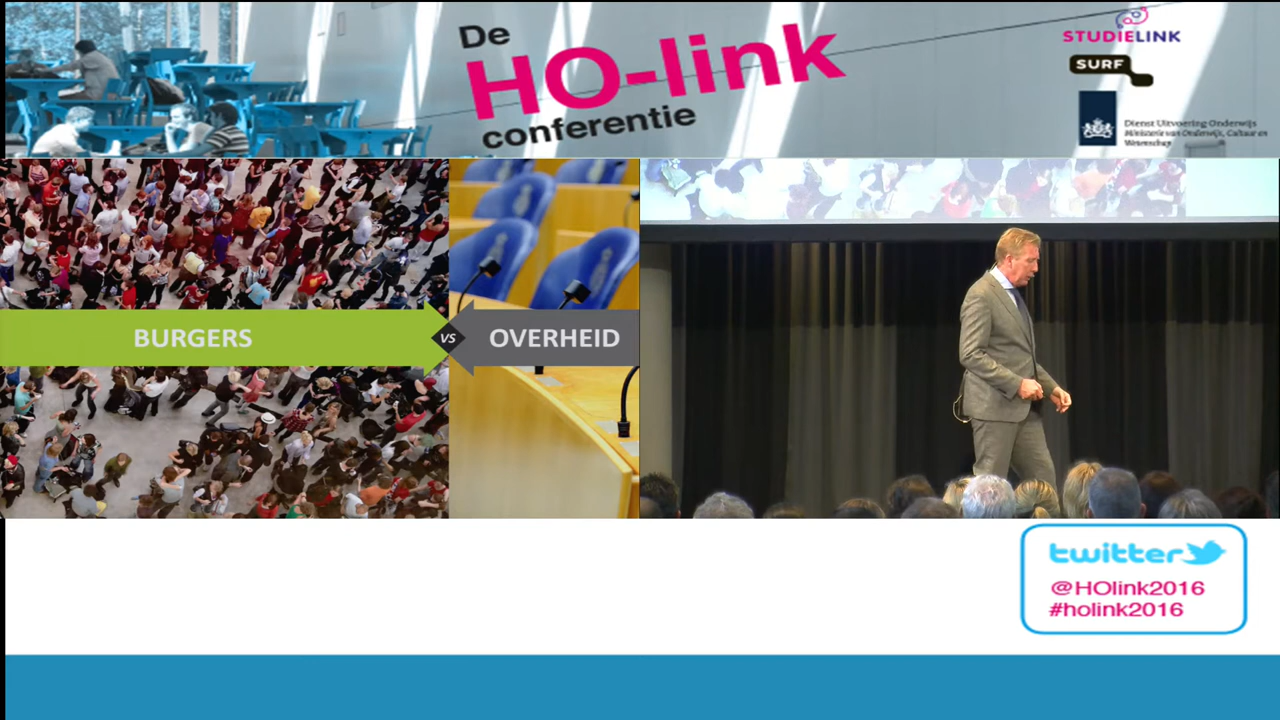 De
HO-link
conferentie
STUDIELINK
SURF
Dienst Uitvoering Onderwijs
Ministerie van Onderwijs, Cultuur en
Wetenschap
BURGERS
VS
OVERHEID
twitter
@HOlink2016
#holink2016